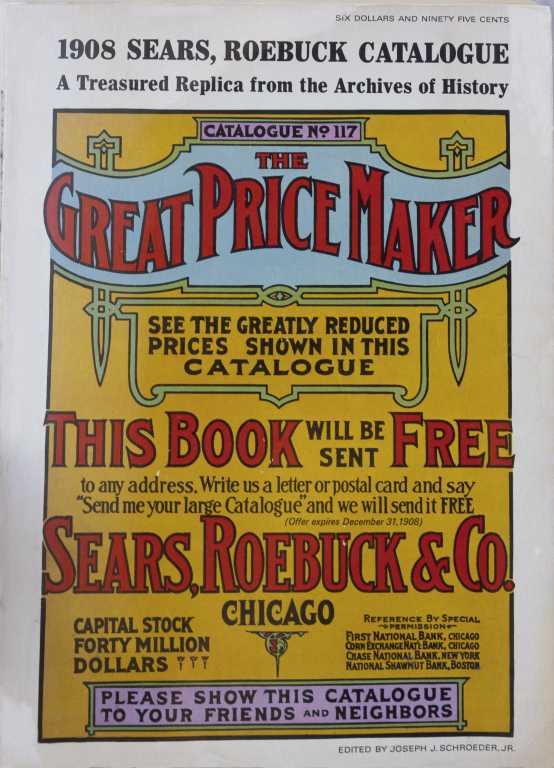 SIX DOLLARS AND NINETY FIVE CENTS
1908 SEARS, ROEBUCK CATALOGUE
A Treasured Replica from the Archives of History
CATALOGUE No 117
THE
GREAT PRICE MAKER
SEE THE GREATLY REDUCED
PRICES SHOWN IN THIS
CATALOGUE
THIS BOOK WILL BE SENT FREE
to any address. Write us a letter or postal card and say
"Send me your large Catalogue" and we will send it FREE
(Offer expires December 31, 1908)
SEARS, ROEBUCK & CO.
CHICAGO
CAPITAL STOCK
FORTY MILLION
DOLLARS
REFERENCE BY SPECIAL
PERMISSION
FIRST NATIONAL BANK, CHICAGO
CORN EXCHANGE NAT'L BANK, CHICAGO
CHASE NATIONAL BANK, NEW YORK
NATIONAL SHAWMUT BANK, BOSTON
PLEASE SHOW THIS CATALOGUE
TO YOUR FRIENDS AND NEIGHBORS
EDITED BY JOSEPH J. SCHROEDER, JR.